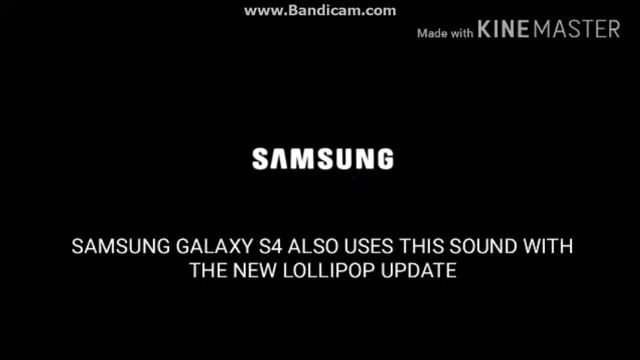 www.Bandicam.com
Made with KINEMASTER
SAMSUNG
SAMSUNG GALAXY S4 ALSO USES THIS SOUND WITH
THE NEW LOLLIPOP UPDATE